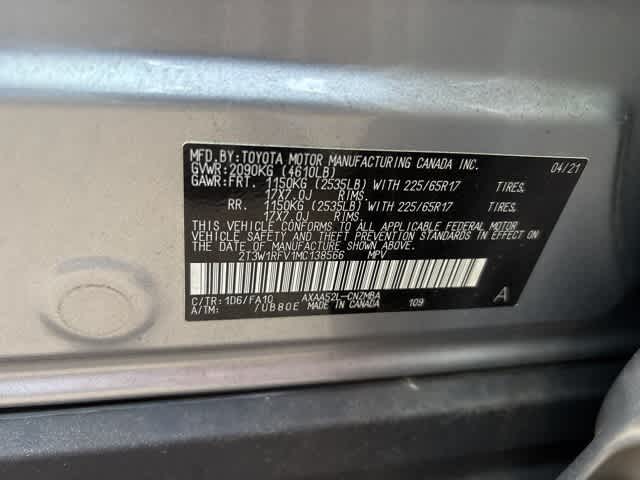 MFD.BY:TOYOTA MOTOR MANUFACTURING CANADA INC. 04/21
GVWR:2090KG (4610LB)
GAWR:FRT. 1150KG (2535LB) WITH 225/65R17 TIRES,
17X7.0J RIMS.
RR. 1150KG (2535LB) WITH 225/65R17 TIRES,
17X7.0J RIMS.
THIS VEHICLE CONFORMS TO ALL APPLICABLE FEDERAL MOTOR
VEHICLE SAFETY AND THEFT PREVENTION STANDARDS IN EFFECT
ON THE DATE OF MANUFACTURE SHOWN ABOVE.
2T3W1RFV1MC138566 MPV
C/TR:1D6/FA10 AXAA52L-CNZMBA
A/TM: /UB80E MADE IN CANADA 109 A